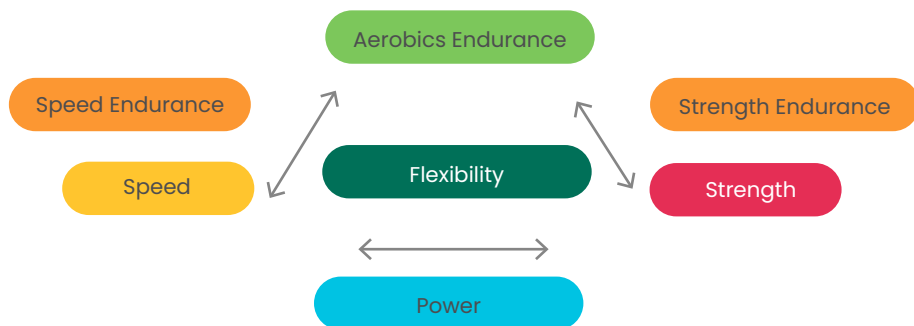 Aerobics Endurance
Speed Endurance
Strength Endurance
Speed
Flexibility
Strength
Power